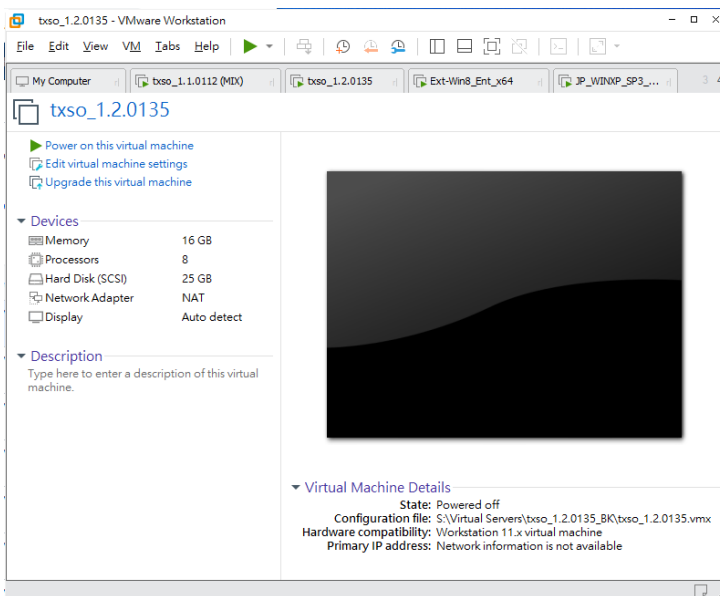 txso_1.2.0135 - VMware Workstation
File Edit View VM Tabs Help
My Computer txso_1.1.0112 (MIX) txso_1.2.0135 Ext-Win8_Ent_x64 JP_WINXP_SP3_... 3 4
txso_1.2.0135
Power on this virtual machine
Edit virtual machine settings
Upgrade this virtual machine
Devices
Memory 16 GB
Processors 8
Hard Disk (SCSI) 25 GB
Network Adapter NAT
Display Auto detect
Description
Type here to enter a description of this virtual
machine.
Virtual Machine Details
State: Powered off
Configuration file: S:\Virtual Servers\txso_1.2.0135_BK\txso_1.2.0135.vmx
Hardware compatibility: Workstation 11.x virtual machine
Primary IP address: Network information is not available